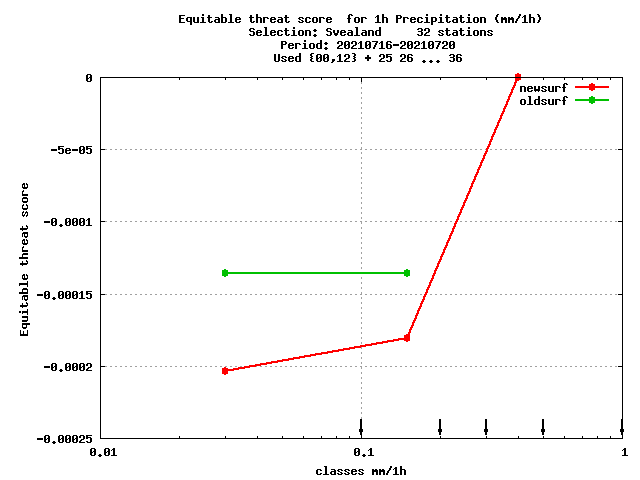 Equitable threat score  for 1h Precipitation (mm/1h)
Selection: Svealand     32 stations
Period: 20210716-20210720
Used {00,12} + 25 26 ... 36
0
-5e-05
-0.0001
-0.00015
-0.0002
-0.00025
Equitable threat score
newsurf
oldsurf
0.01
0.1
1
classes mm/1h